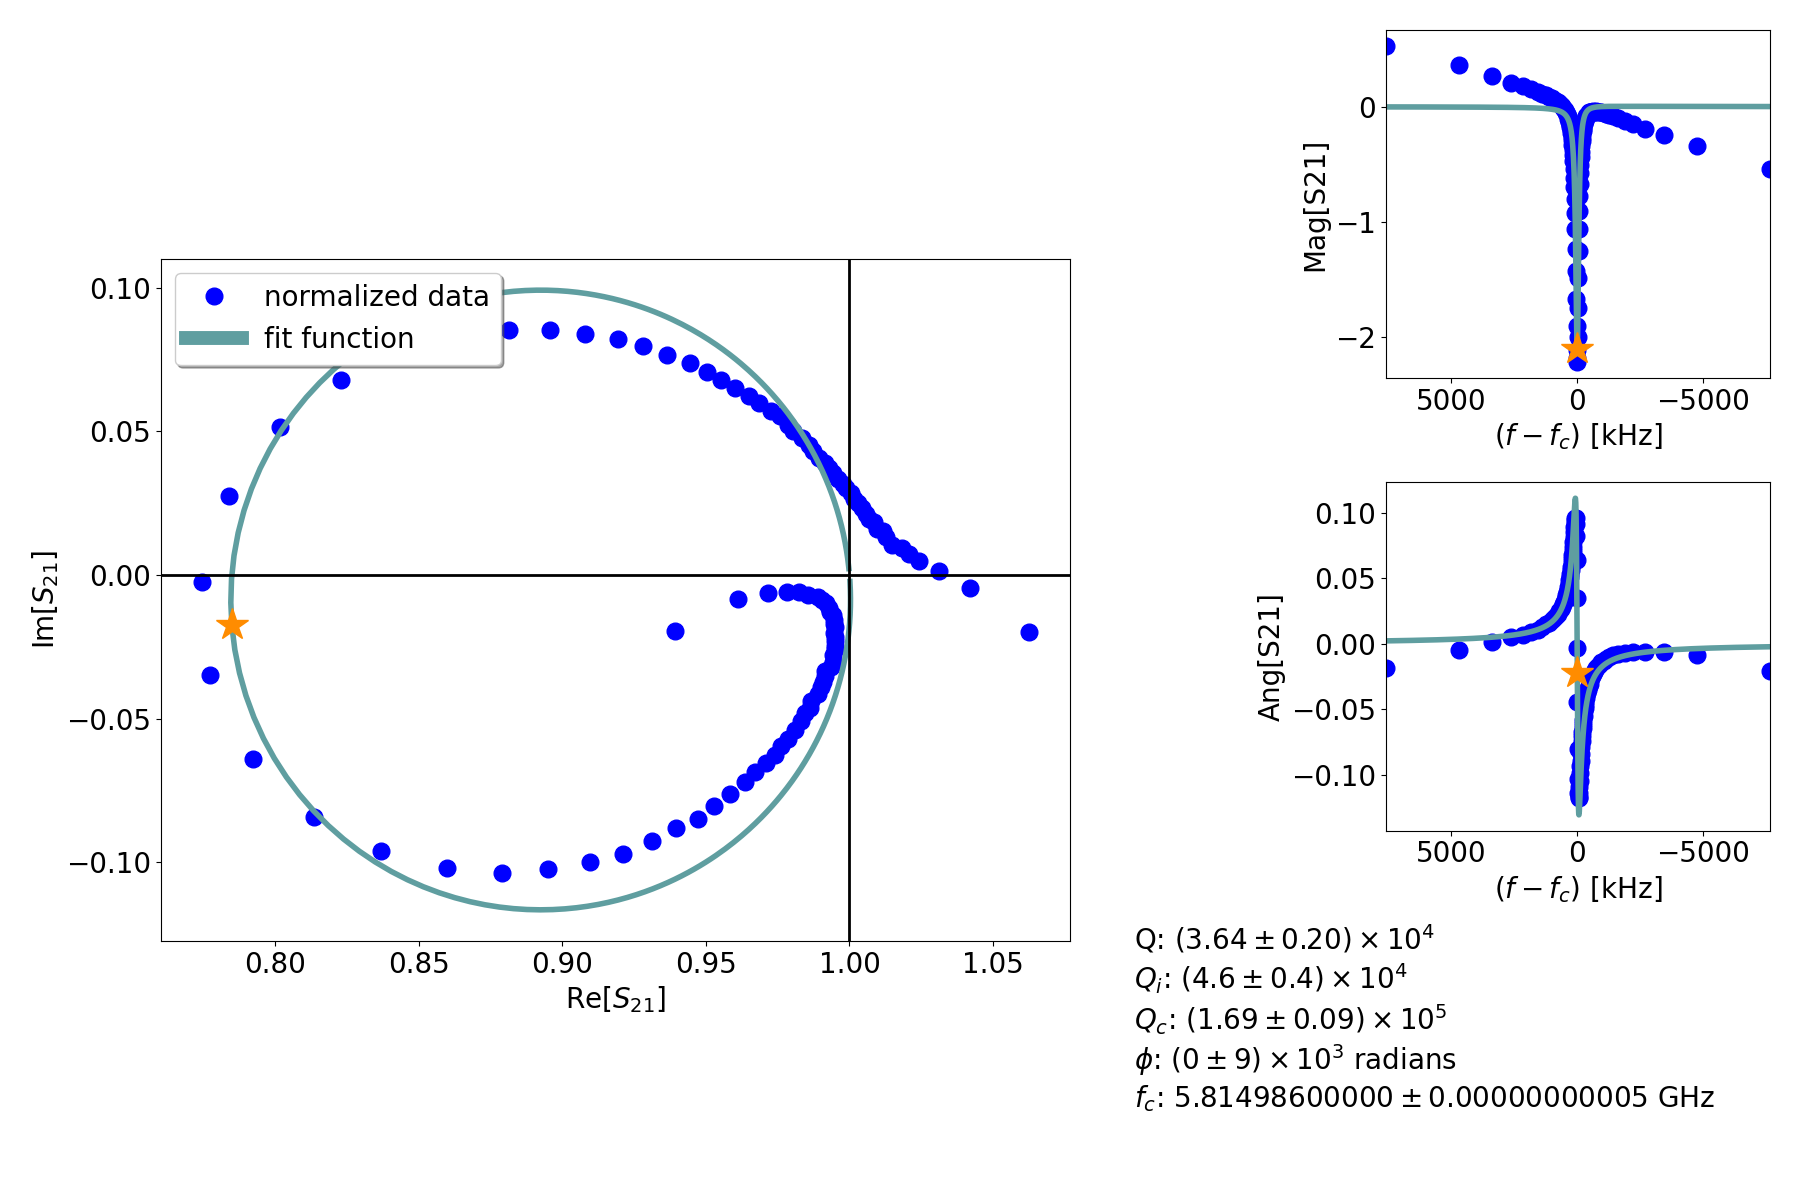 normalized data
fit function
0.10
0.05
0.00
−0.05
−0.10
Im[S21]
0.80 0.85 0.90 0.95 1.00 1.05
Re[S21]
0
−1
−2
Mag[S21]
5000 0 −5000
(f − fc) [kHz]
0.10
0.05
0.00
−0.05
−0.10
Ang[S21]
5000 0 −5000
(f − fc) [kHz]
Q: (3.64 ± 0.20) × 10^4
Qi: (4.6 ± 0.4) × 10^4
Qc: (1.69 ± 0.09) × 10^5
ϕ: (0 ± 9) × 10^3 radians
fc: 5.81498600000 ± 0.00000000005 GHz